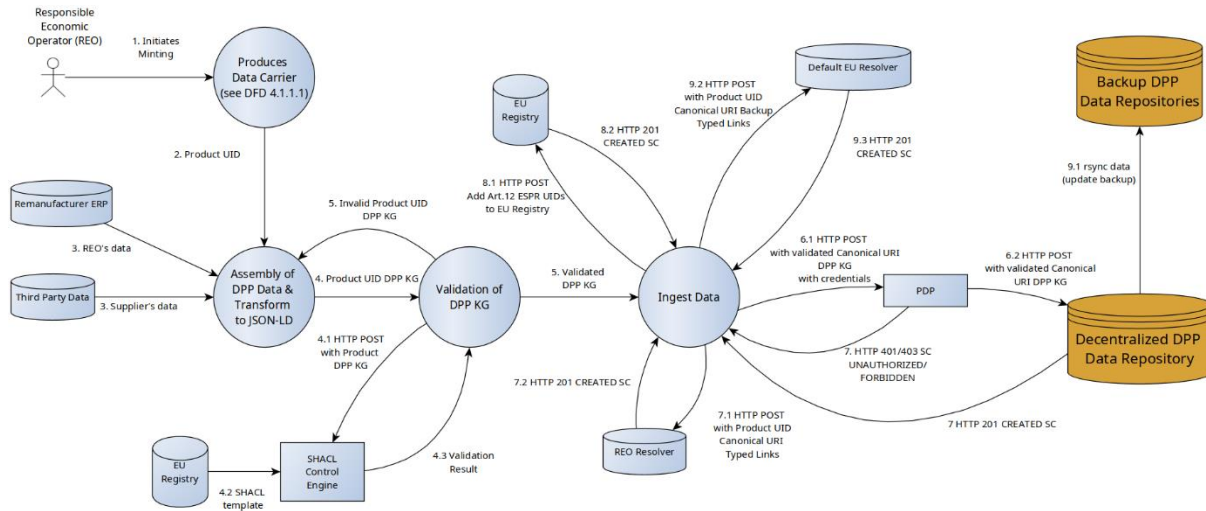 Responsible
Economic
Operator (REO)
1. Initiates
Minting
Produces
Data Carrier
(see DFD 4.1.1.1)
2. Product UID
Remanufacturer ERP
3. REO's data
Third Party Data
3. Supplier's data
Assembly of
DPP Data &
Transform
to JSON-LD
5. Invalid Product UID
DPP KG
4. Product UID DPP KG
Validation of
DPP KG
4.1 HTTP POST
with Product
DPP KG
EU
Registry
4.2 SHACL
template
SHACL
Control
Engine
4.3 Validation
Result
5. Validated
DPP KG
EU
Registry
8.1 HTTP POST
Add Art.12 ESPR UIDs
to EU Registry
8.2 HTTP 201
CREATED SC
Ingest Data
9.2 HTTP POST
with Product UID
Canonical URI Backup
Typed Links
Default EU Resolver
9.3 HTTP 201
CREATED SC
6.1 HTTP POST
with validated Canonical URI
DPP KG
with credentials
PDP
6.2 HTTP POST
with validated Canonical
URI DPP KG
7. HTTP 401/403 SC
UNAUTHORIZED/
FORBIDDEN
7 HTTP 201 CREATED SC
7.2 HTTP 201 CREATED SC
7.1 HTTP POST
with Product UID
Canonical URI
Typed Links
REO Resolver
Backup DPP
Data Repositories
9.1 rsync data
(update backup)
Decentralized DPP
Data Repository